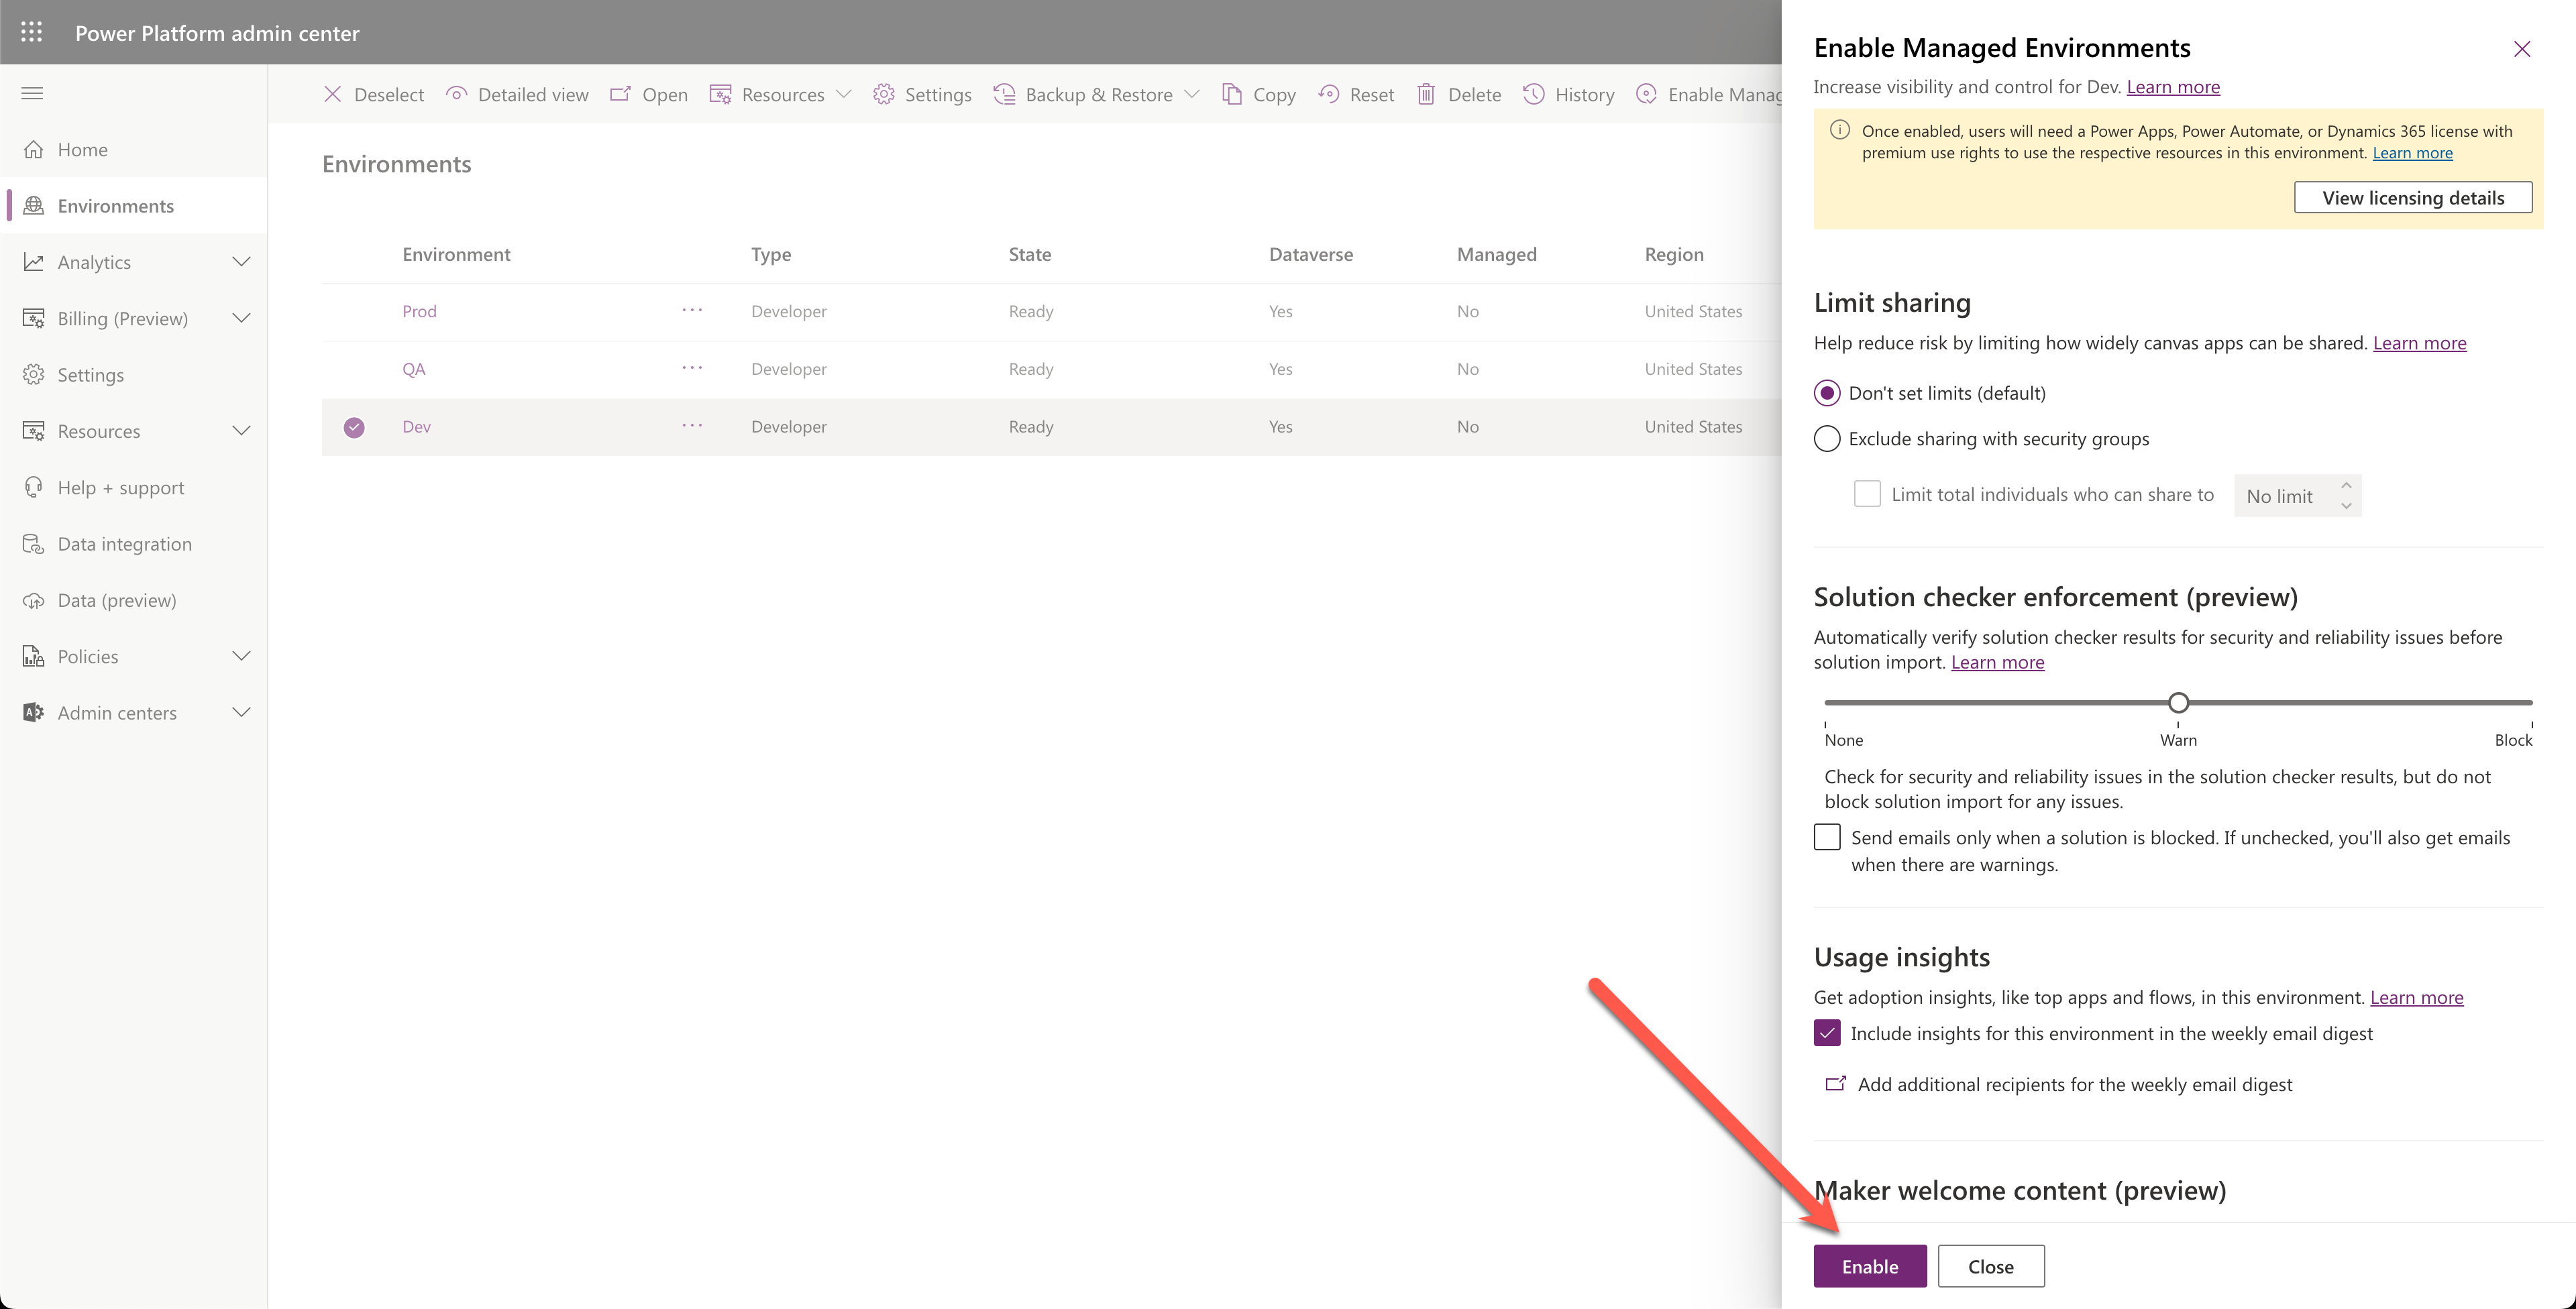 Power Platform admin center
Home
Environments
Analytics
Billing (Preview)
Settings
Resources
Help + support
Data integration
Data (preview)
Policies
Admin centers
Deselect Detailed view Open Resources Settings Backup & Restore Copy Reset Delete History Enable Manag
Environments
Environment Type State Dataverse Managed Region
Prod ... Developer Ready Yes No United States
QA ... Developer Ready Yes No United States
Dev ... Developer Ready Yes No United States
Enable Managed Environments
Increase visibility and control for Dev. Learn more
Once enabled, users will need a Power Apps, Power Automate, or Dynamics 365 license with
premium use rights to use the respective resources in this environment. Learn more
View licensing details
Limit sharing
Help reduce risk by limiting how widely canvas apps can be shared. Learn more
Don't set limits (default)
Exclude sharing with security groups
Limit total individuals who can share to No limit
Solution checker enforcement (preview)
Automatically verify solution checker results for security and reliability issues before
solution import. Learn more
None Warn Block
Check for security and reliability issues in the solution checker results, but do not
block solution import for any issues.
Send emails only when a solution is blocked. If unchecked, you'll also get emails
when there are warnings.
Usage insights
Get adoption insights, like top apps and flows, in this environment. Learn more
Include insights for this environment in the weekly email digest
Add additional recipients for the weekly email digest
Maker welcome content (preview)
Enable Close